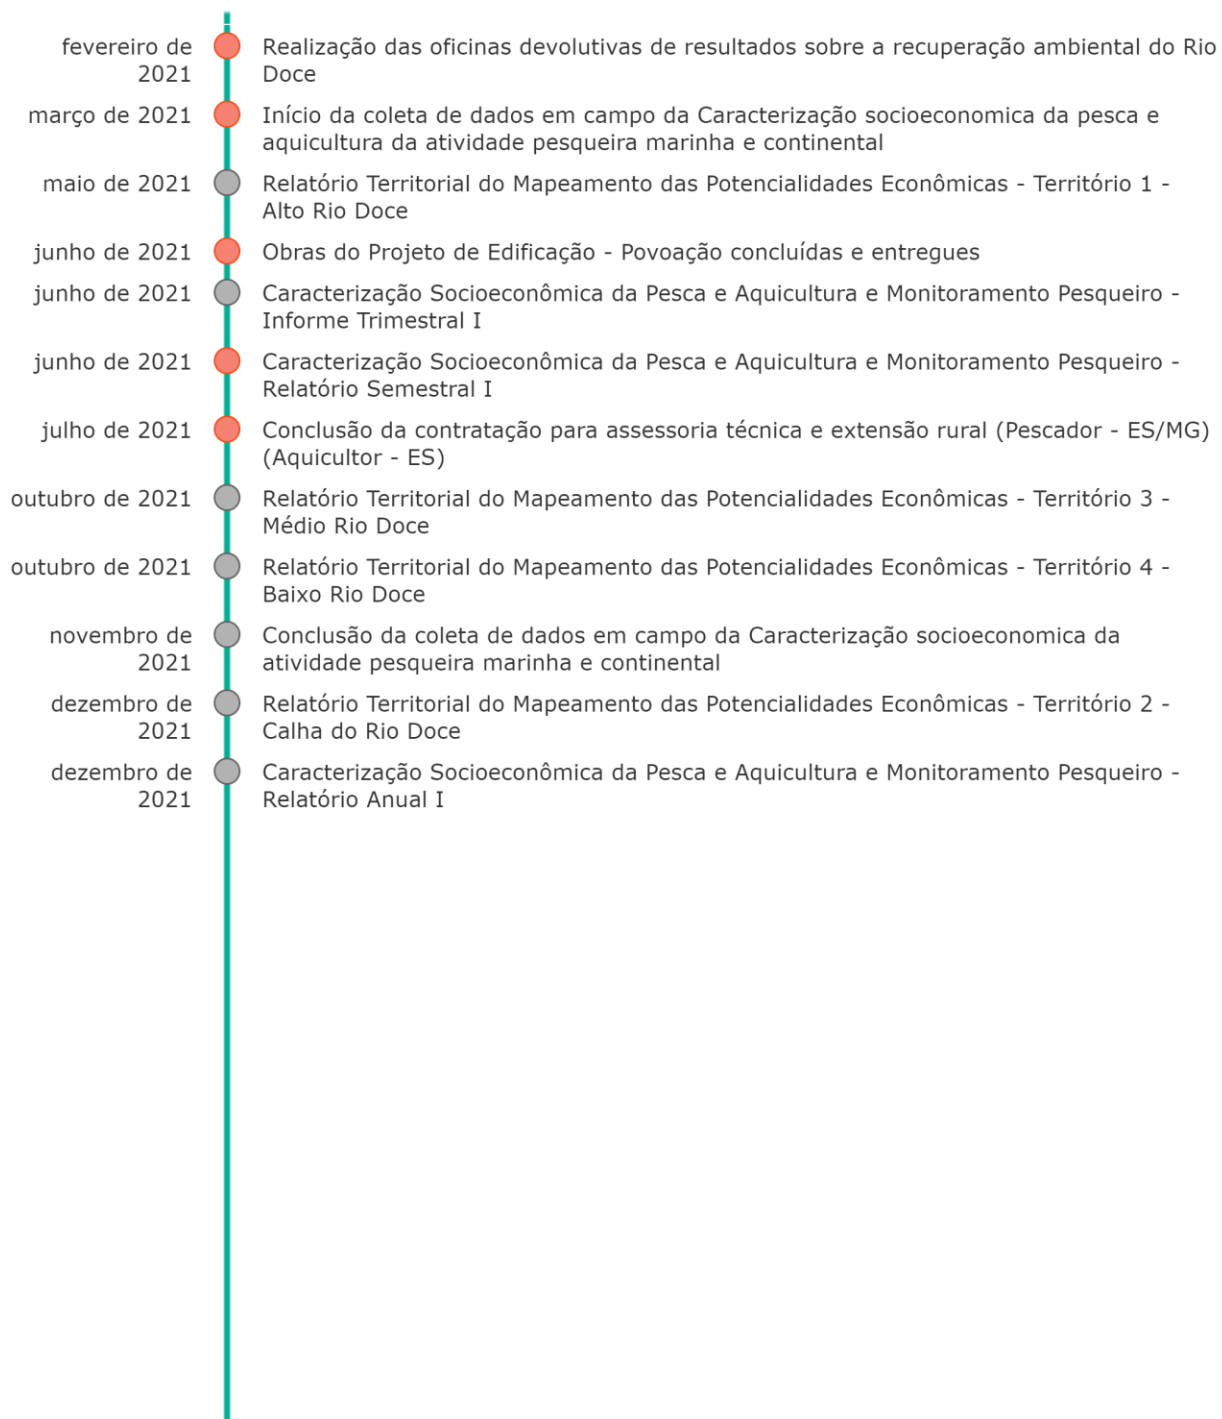 fevereiro de
2021
Realização das oficinas devolutivas de resultados sobre a recuperação ambiental do Rio
Doce
março de 2021
Início da coleta de dados em campo da Caracterização socioeconomica da pesca e
aquicultura da atividade pesqueira marinha e continental
maio de 2021
Relatório Territorial do Mapeamento das Potencialidades Econômicas - Território 1 -
Alto Rio Doce
junho de 2021
Obras do Projeto de Edificação - Povoação concluídas e entregues
junho de 2021
Caracterização Socioeconômica da Pesca e Aquicultura e Monitoramento Pesqueiro -
Informe Trimestral I
junho de 2021
Caracterização Socioeconômica da Pesca e Aquicultura e Monitoramento Pesqueiro -
Relatório Semestral I
julho de 2021
Conclusão da contratação para assessoria técnica e extensão rural (Pescador - ES/MG)
(Aquicultor - ES)
outubro de 2021
Relatório Territorial do Mapeamento das Potencialidades Econômicas - Território 3 -
Médio Rio Doce
outubro de 2021
Relatório Territorial do Mapeamento das Potencialidades Econômicas - Território 4 -
Baixo Rio Doce
novembro de
2021
Conclusão da coleta de dados em campo da Caracterização socioeconomica da
atividade pesqueira marinha e continental
dezembro de
2021
Relatório Territorial do Mapeamento das Potencialidades Econômicas - Território 2 -
Calha do Rio Doce
dezembro de
2021
Caracterização Socioeconômica da Pesca e Aquicultura e Monitoramento Pesqueiro -
Relatório Anual I